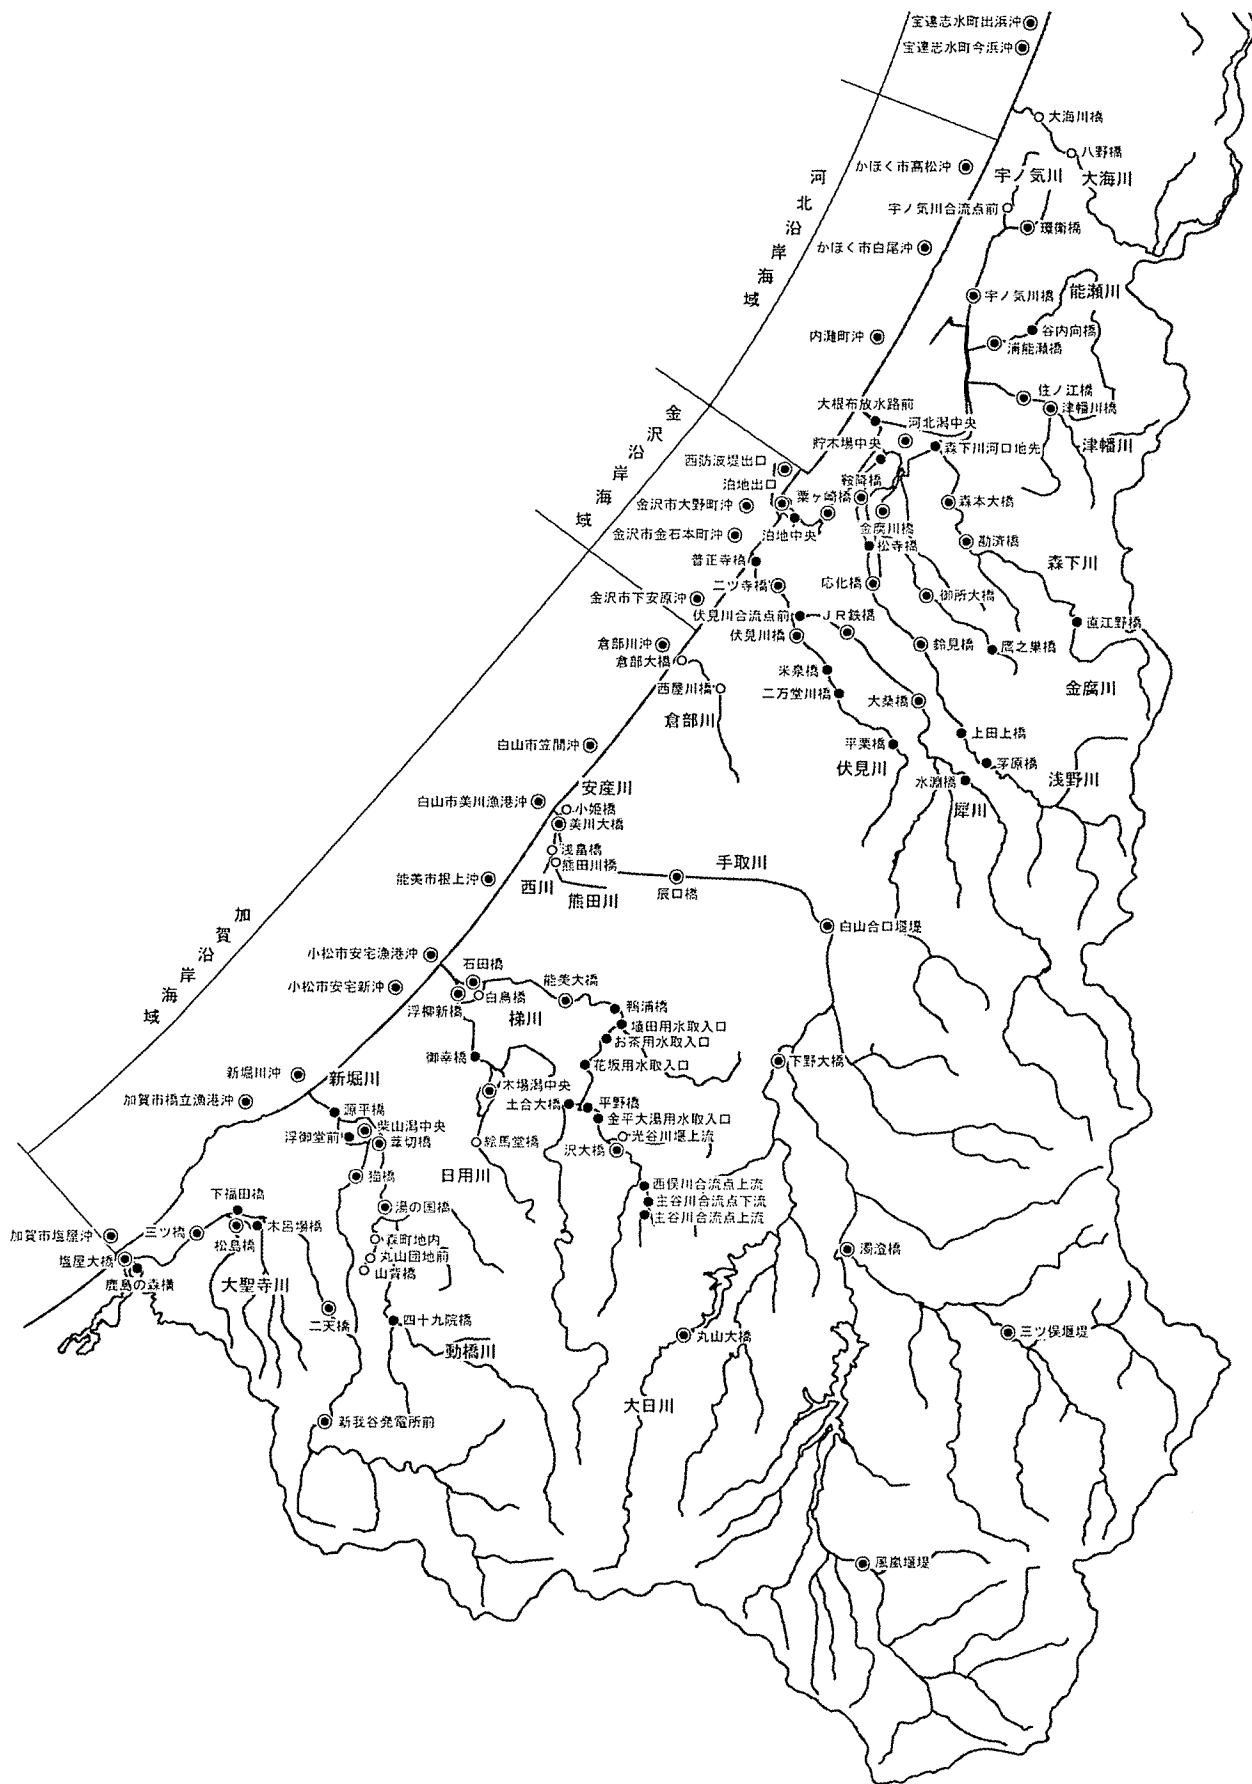 宝達志水町出浜沖
宝達志水町今浜沖
大海川橋
八野橋
かほく市高松沖
宇ノ気川
大海川
宇ノ気川合流点前
環衛橋
かほく市白尾沖
河北沿岸海域
宇ノ気川橋
能瀬川
谷内向橋
浦能瀬橋
内灘町沖
住ノ江橋
津幡川橋
大根布放水路前
河北潟中央
津幡川
貯木場中央
森下川河口地先
金沢沿岸海域
西防波堤出口
泊地出口
鞍降橋
粟ヶ崎橋
森本大橋
金沢市大野町沖
泊地中央
金腐川橋
松寺橋
勘済橋
金沢市金石本町沖
普正寺橋
森下川
二ツ寺橋
応化橋
御所大橋
金沢市下安原沖
伏見川合流点前
JR鉄橋
直江野橋
伏見川橋
倉部川沖
倉部大橋
鈴見橋
鷹之巣橋
米泉橋
西屋川橋
二万堂川橋
大桑橋
金腐川
倉部川
上田上橋
白山市笠間沖
平栗橋
伏見川
茅原橋
水淵橋
浅野川
犀川
安産川
白山市美川漁港沖
小姫橋
美川大橋
浅畠橋
熊田川橋
手取川
能美市根上沖
西川
熊田川
辰口橋
白山合口堰堤
加賀沿岸海域
小松市安宅漁港沖
石田橋
能美大橋
小松市安宅新沖
白鳥橋
浮柳新橋
梯川
鴨浦橋
埴田用水取入口
お茶用水取入口
御幸橋
花坂用水取入口
下野大橋
新堀川沖
新堀川
木場潟中央
加賀市橋立漁港沖
源平橋
土合大橋
平野橋
金平大湯用水取入口
柴山潟中央
浮御堂前
葦切橋
絵馬堂橋
光谷川堰上流
沢大橋
日用川
猫橋
西俣川合流点上流
主谷川合流点下流
主谷川合流点上流
下福田橋
湯の国橋
加賀市塩屋沖
三ツ橋
木呂場橋
松島橋
森町地内
濁澄橋
塩屋大橋
丸山団地前
山背橋
鹿島の森横
大聖寺川
二天橋
四十九院橋
動橋川
丸山大橋
三ツ俣堰堤
大日川
新我谷発電所前
風嵐堰堤